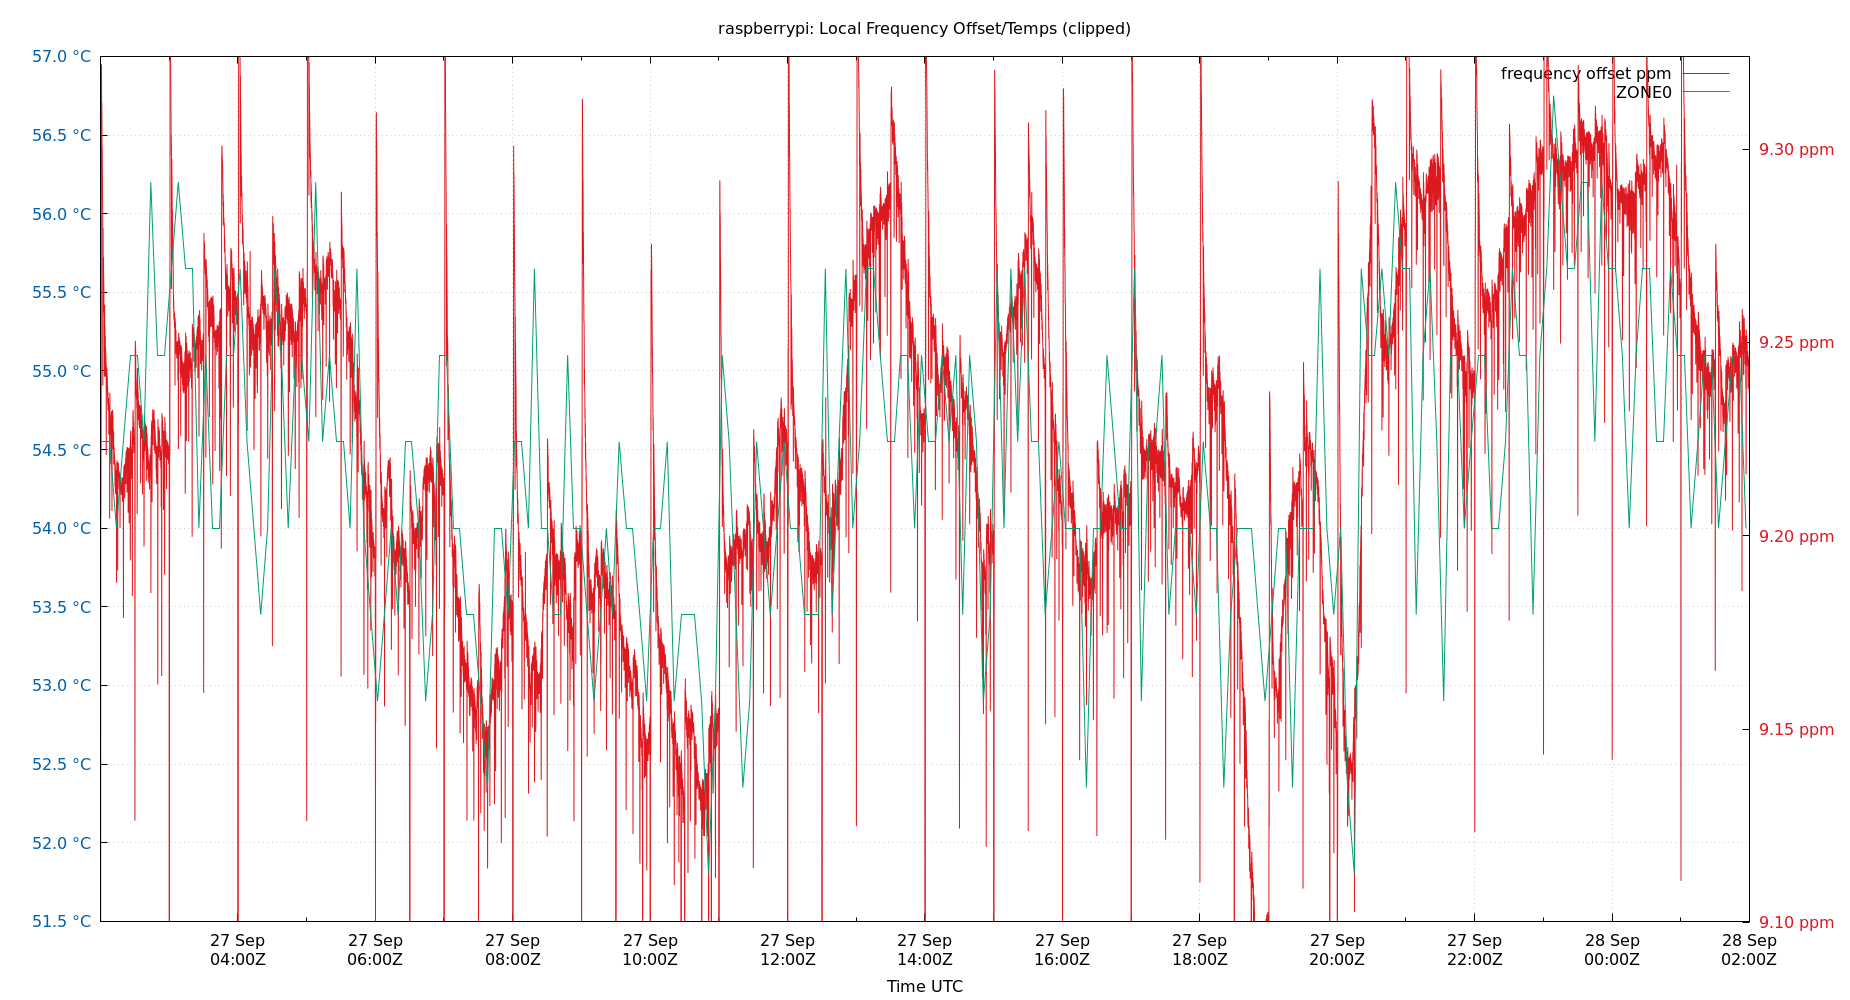 raspberrypi: Local Frequency Offset/Temps (clipped)
57.0 °C
56.5 °C
56.0 °C
55.5 °C
55.0 °C
54.5 °C
54.0 °C
53.5 °C
53.0 °C
52.5 °C
52.0 °C
51.5 °C
frequency offset ppm
ZONE0
9.30 ppm
9.25 ppm
9.20 ppm
9.15 ppm
9.10 ppm
27 Sep 27 Sep 27 Sep 27 Sep 27 Sep 27 Sep 27 Sep 27 Sep 27 Sep 27 Sep 28 Sep 28 Sep
04:00Z 06:00Z 08:00Z 10:00Z 12:00Z 14:00Z 16:00Z 18:00Z 20:00Z 22:00Z 00:00Z 02:00Z
Time UTC